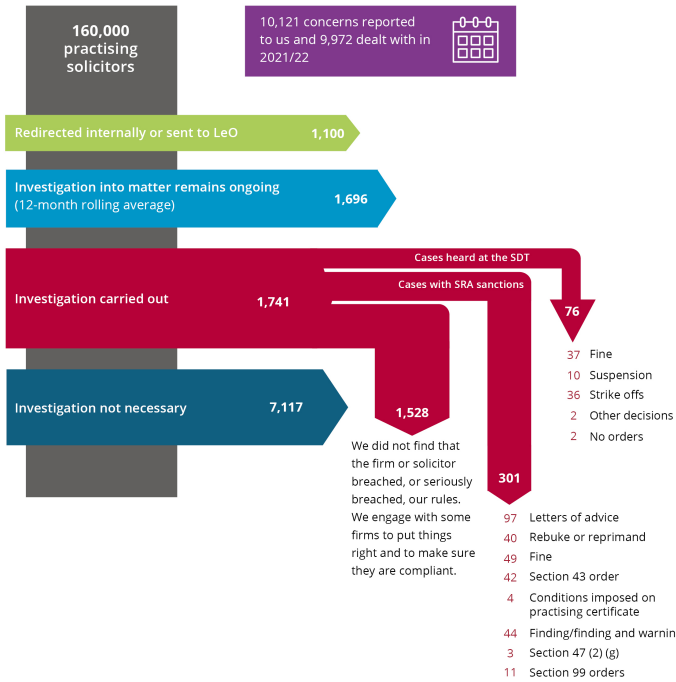 160,000
practising
solicitors
10,121 concerns reported
to us and 9,972 dealt with in
2021/22
Redirected internally or sent to LeO 1,100
Investigation into matter remains ongoing
(12-month rolling average)
1,696
Cases heard at the SDT
Cases with SRA sanctions
Investigation carried out 1,741
76
37 Fine
10 Suspension
36 Strike offs
2 Other decisions
2 No orders
Investigation not necessary 7,117
1,528
We did not find that
the firm or solicitor
breached, or seriously
breached, our rules.
We engage with some
firms to put things
right and to make sure
they are compliant.
301
97 Letters of advice
40 Rebuke or reprimand
49 Fine
42 Section 43 order
4 Conditions imposed on
practising certificate
44 Finding/finding and warnin
3 Section 47 (2) (g)
11 Section 99 orders